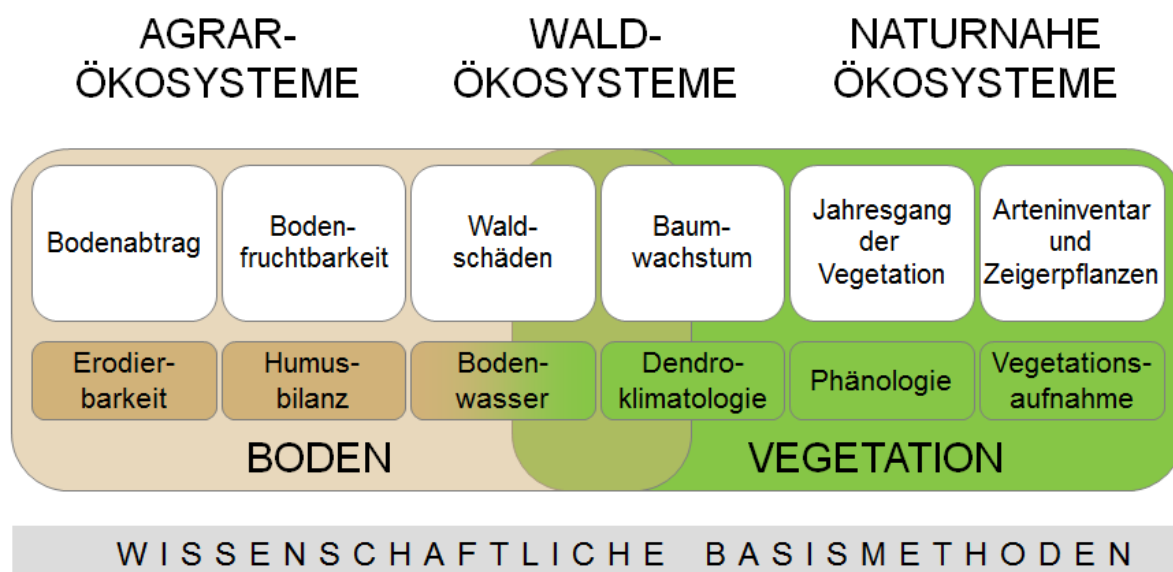 AGRAR-
ÖKOSYSTEME
WALD-
ÖKOSYSTEME
NATURNAHE
ÖKOSYSTEME
Bodenabtrag
Boden-
fruchtbarkeit
Wald-
schäden
Baum-
wachstum
Jahresgang
der
Vegetation
Arteninventar
und
Zeigerpflanzen
Erodier-
barkeit
Humus-
bilanz
Boden-
wasser
Dendro-
klimatologie
Phänologie
Vegetations-
aufnahme
BODEN
VEGETATION
WISSENSCHAFTLICHE BASISMETHODEN